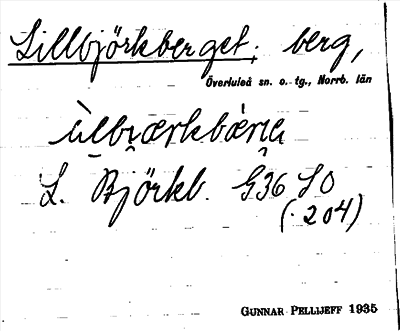 Lillbjörkberget, berg,
Överluleå sn. o. tg., Norrb. län
L. Björkb. G36 SO
(. 204)
GUNNAR PELLIJEFF 1935